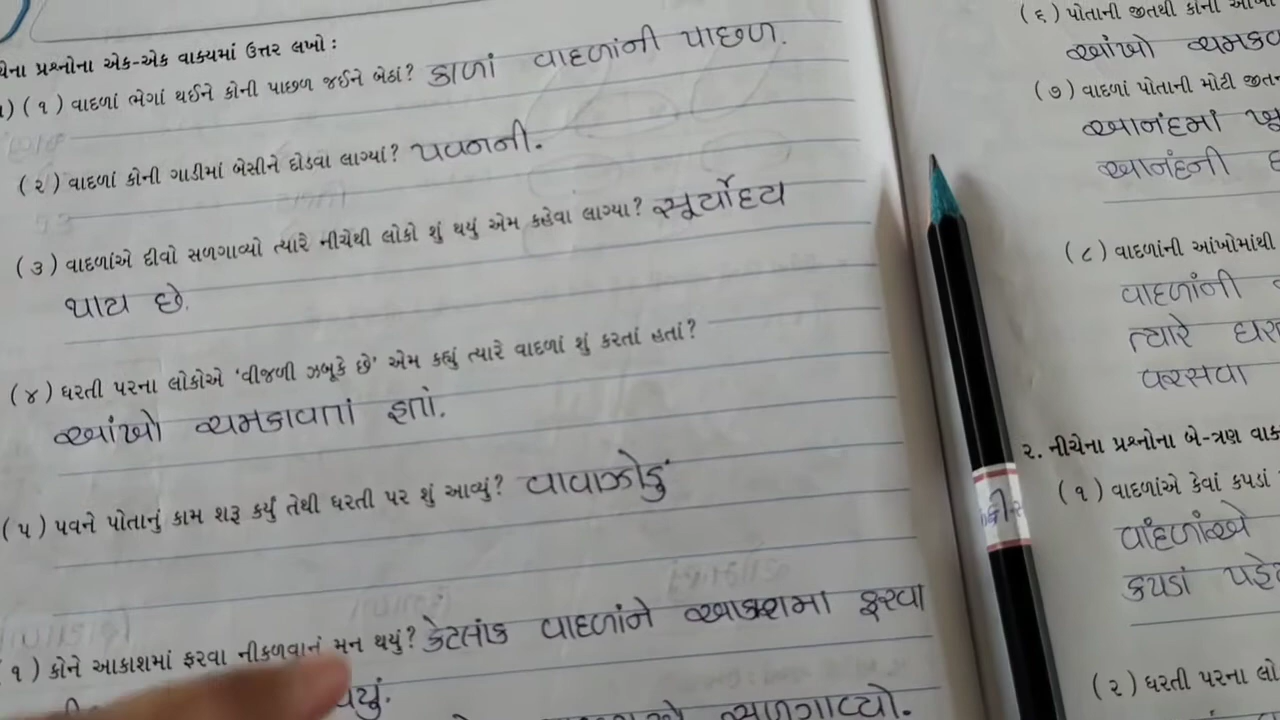 નીચેના પ્રશ્નોના એક-એક વાક્યમાં ઉત્તર લખો :
(૧) વાદળાં ભેગાં થઈને કોની પાછળ જઈને બેઠાં? કાળાં વાદળાંની પાછળ.
(૨) વાદળાં કોની ગાડીમાં બેસીને દોડવા લાગ્યાં? પવનની.
(૩) વાદળાંએ દીવો સળગાવ્યો ત્યારે નીચેથી લોકો શું થયું એમ કહેવા લાગ્યા? સૂર્યોદય
થાય છે.
(૪) ધરતી પરના લોકોએ ‘વીજળી ઝબૂકે છે’ એમ કહ્યું ત્યારે વાદળાં શું કરતાં હતાં?
આંખો ચમકાવતાં હતાં.
(૫) પવને પોતાનું કામ શરૂ કર્યું તેથી ધરતી પર શું આવ્યું? વાવાઝોડું
૧) કોને આકાશમાં ફરવા નીકળવાનું મન થયું? કેટલાંક વાદળાંને આકાશમા ફરવા
થયું.
સળગાવ્યો.
(૬) પોતાની જીતથી કોની
આંખો
(૭) વાદળાં પોતાની મોટી
આનંદમાં
આનંદની
(૮) વાદળાંની આંખોમાંથી
વાદળાંની
ત્યારે
વરસવા
૨. નીચેના પ્રશ્નોના બે-ત્રણ
(૧) વાદળાંએ કેવાં કપડાં
વાંદળાંએ
કપડાં
(૨) ધરતી પરના